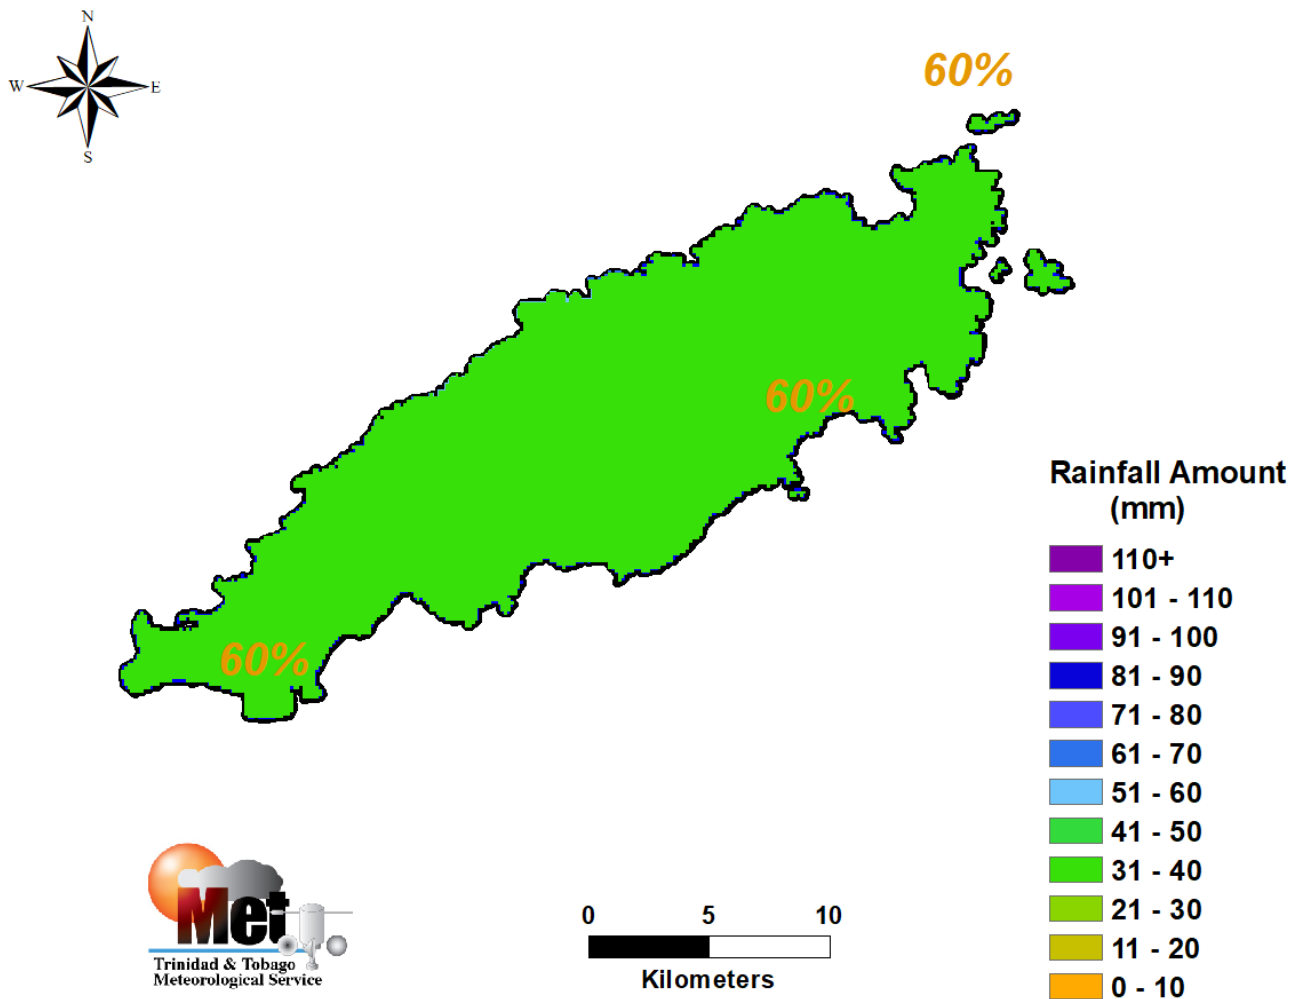 N
W
E
S
60%
60%
60%
Rainfall Amount
(mm)
110+
101 - 110
91 - 100
81 - 90
71 - 80
61 - 70
51 - 60
41 - 50
31 - 40
21 - 30
11 - 20
0 - 10
0 5 10
Kilometers
Met
Trinidad & Tobago
Meteorological Service